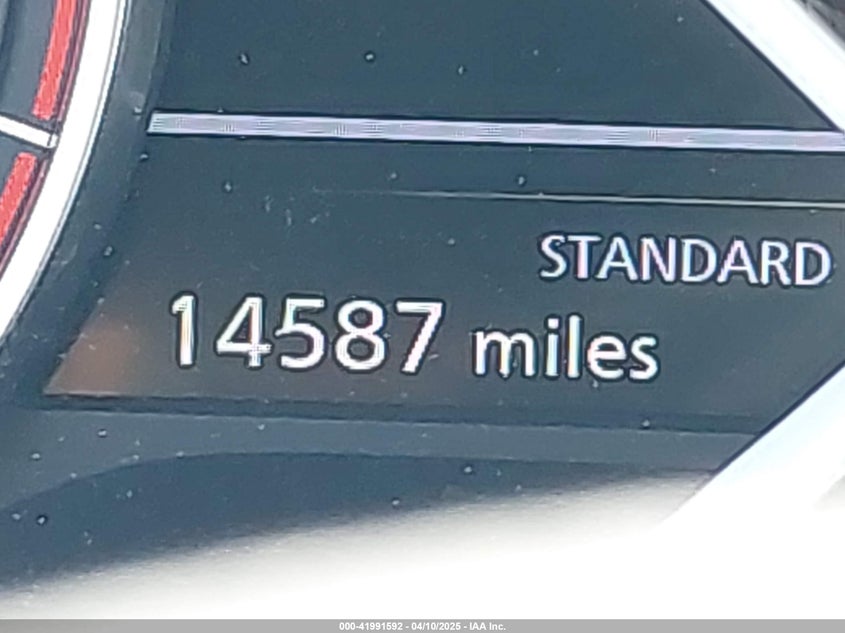 STANDARD
14587 miles
000-41991592 - 04/10/2025 - IAA Inc.